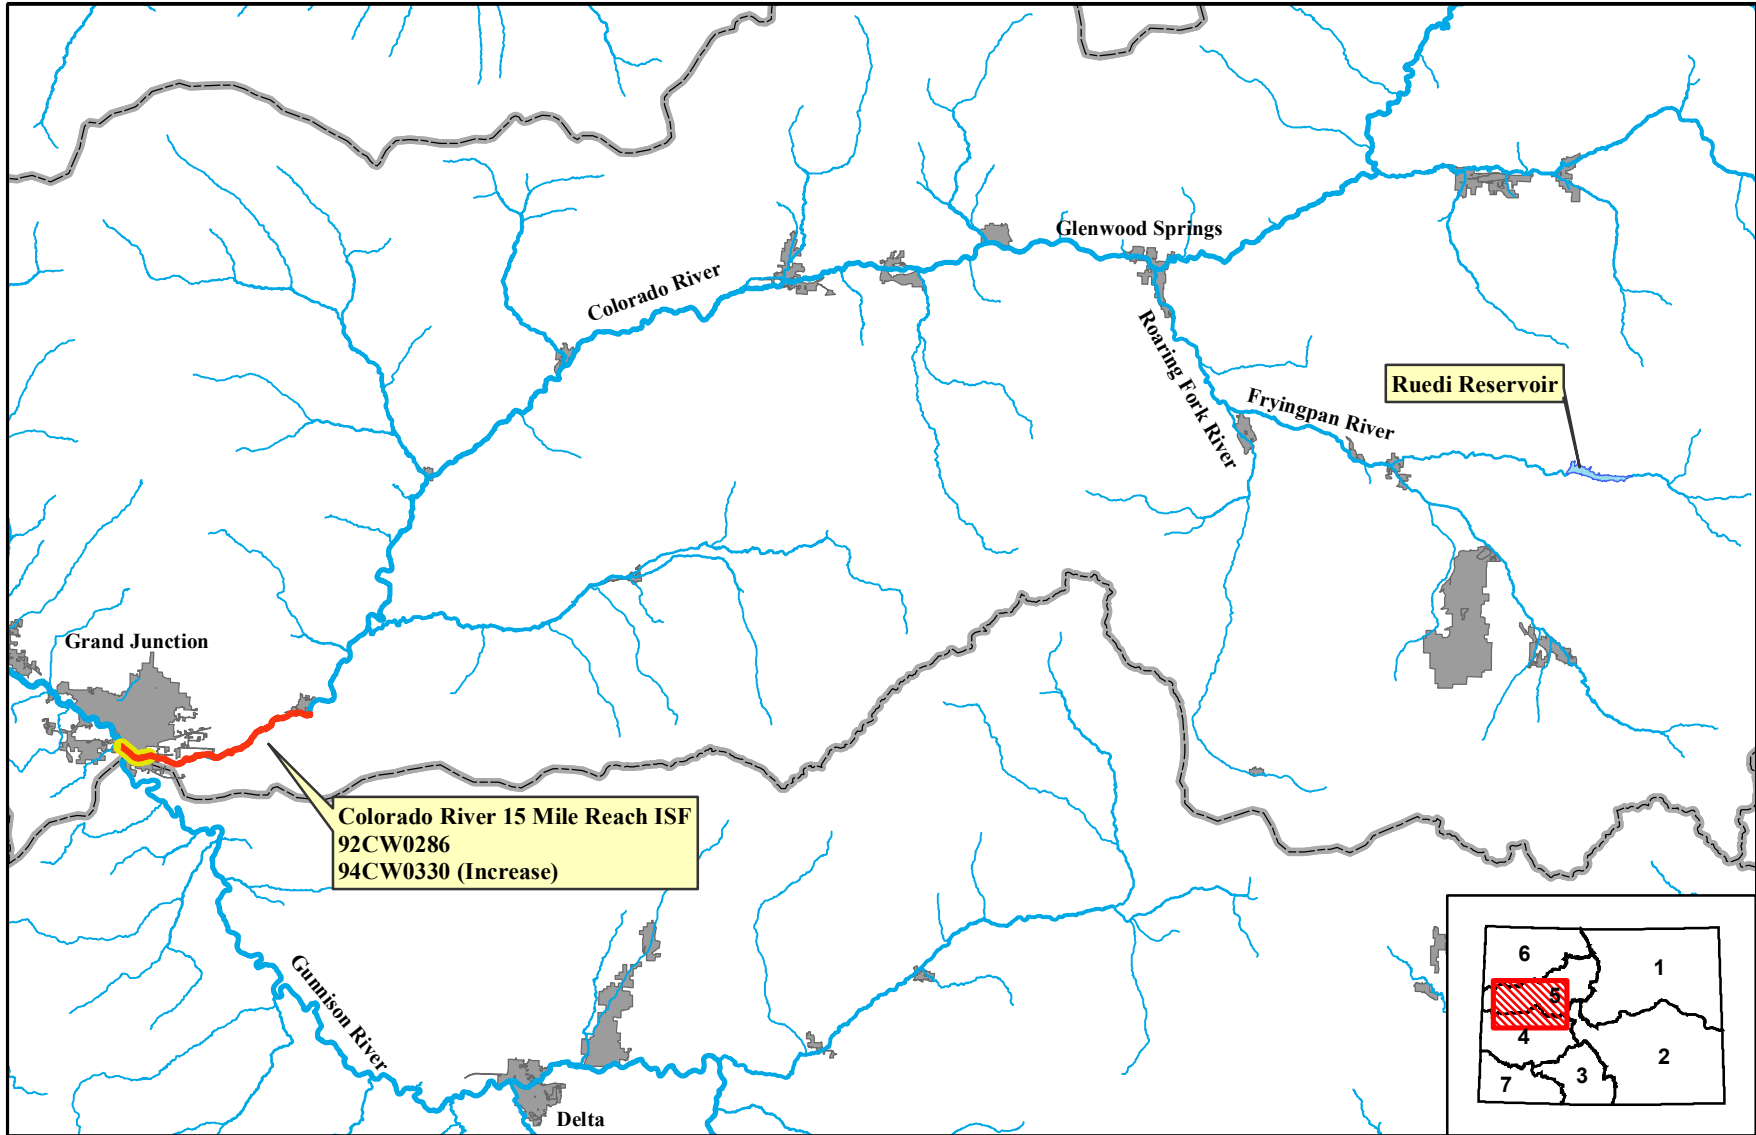 Glenwood Springs
Colorado River
Roaring Fork River
Ruedi Reservoir
Fryingpan River
Grand Junction
Colorado River 15 Mile Reach ISF
92CW0286
94CW0330 (Increase)
Gunnison River
Delta
6
1
5
4
2
3
7